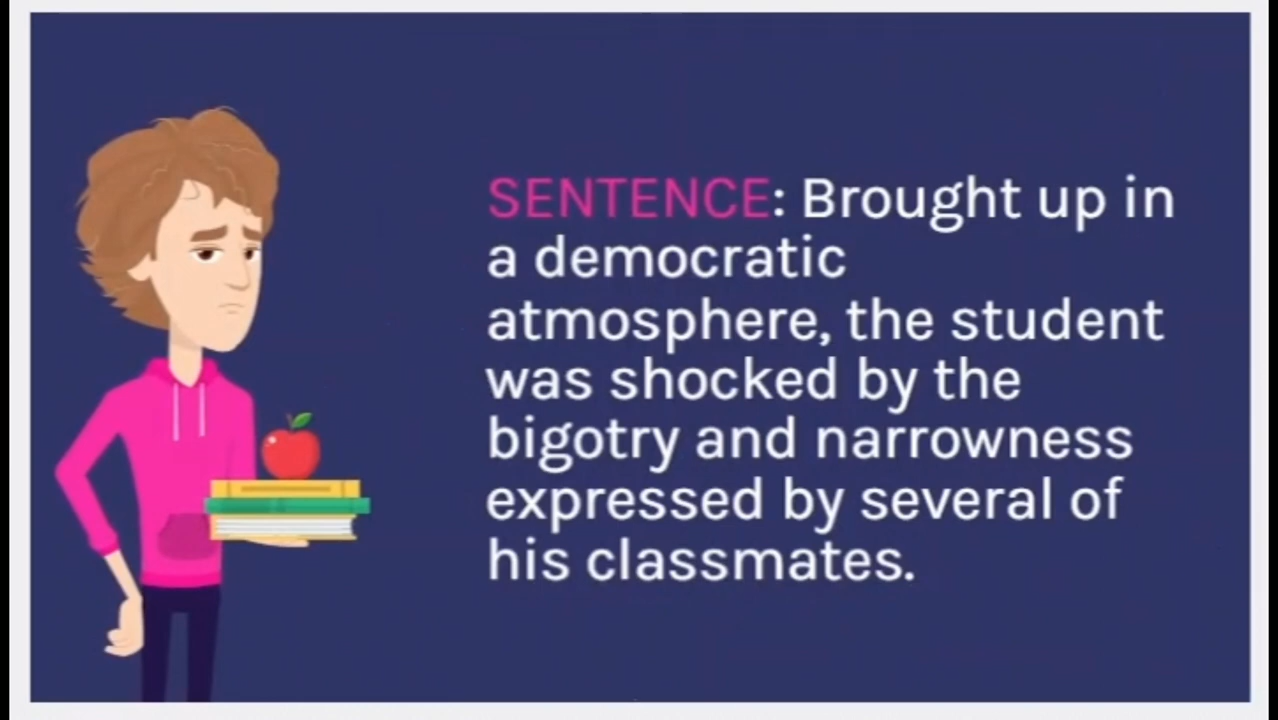 SENTENCE: Brought up in
a democratic
atmosphere, the student
was shocked by the
bigotry and narrowness
expressed by several of
his classmates.